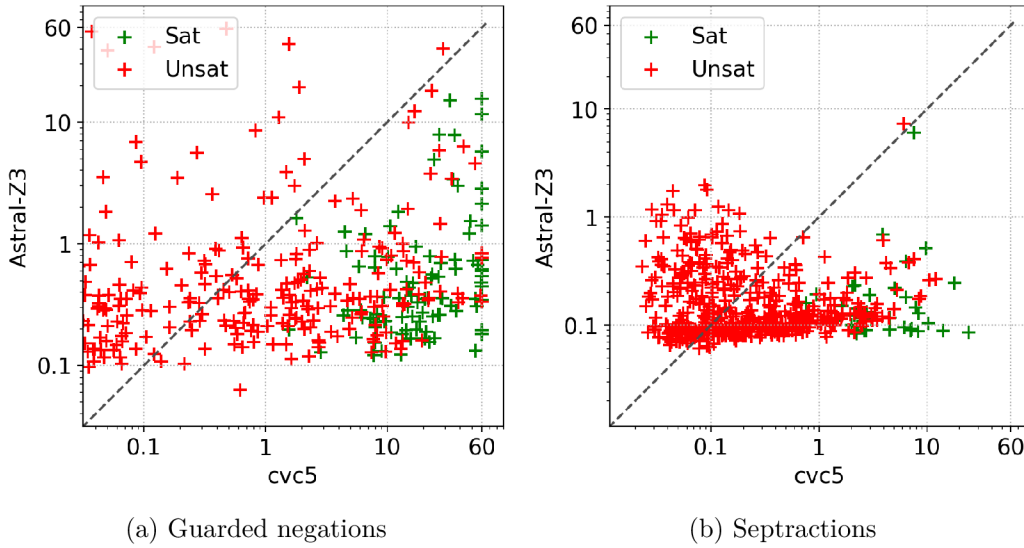 60
10
1
0.1
Astral-Z3
Sat
Unsat
0.1
1
10
60
cvc5
(a) Guarded negations
60
10
1
0.1
Astral-Z3
Sat
Unsat
0.1
1
10
60
cvc5
(b) Septractions